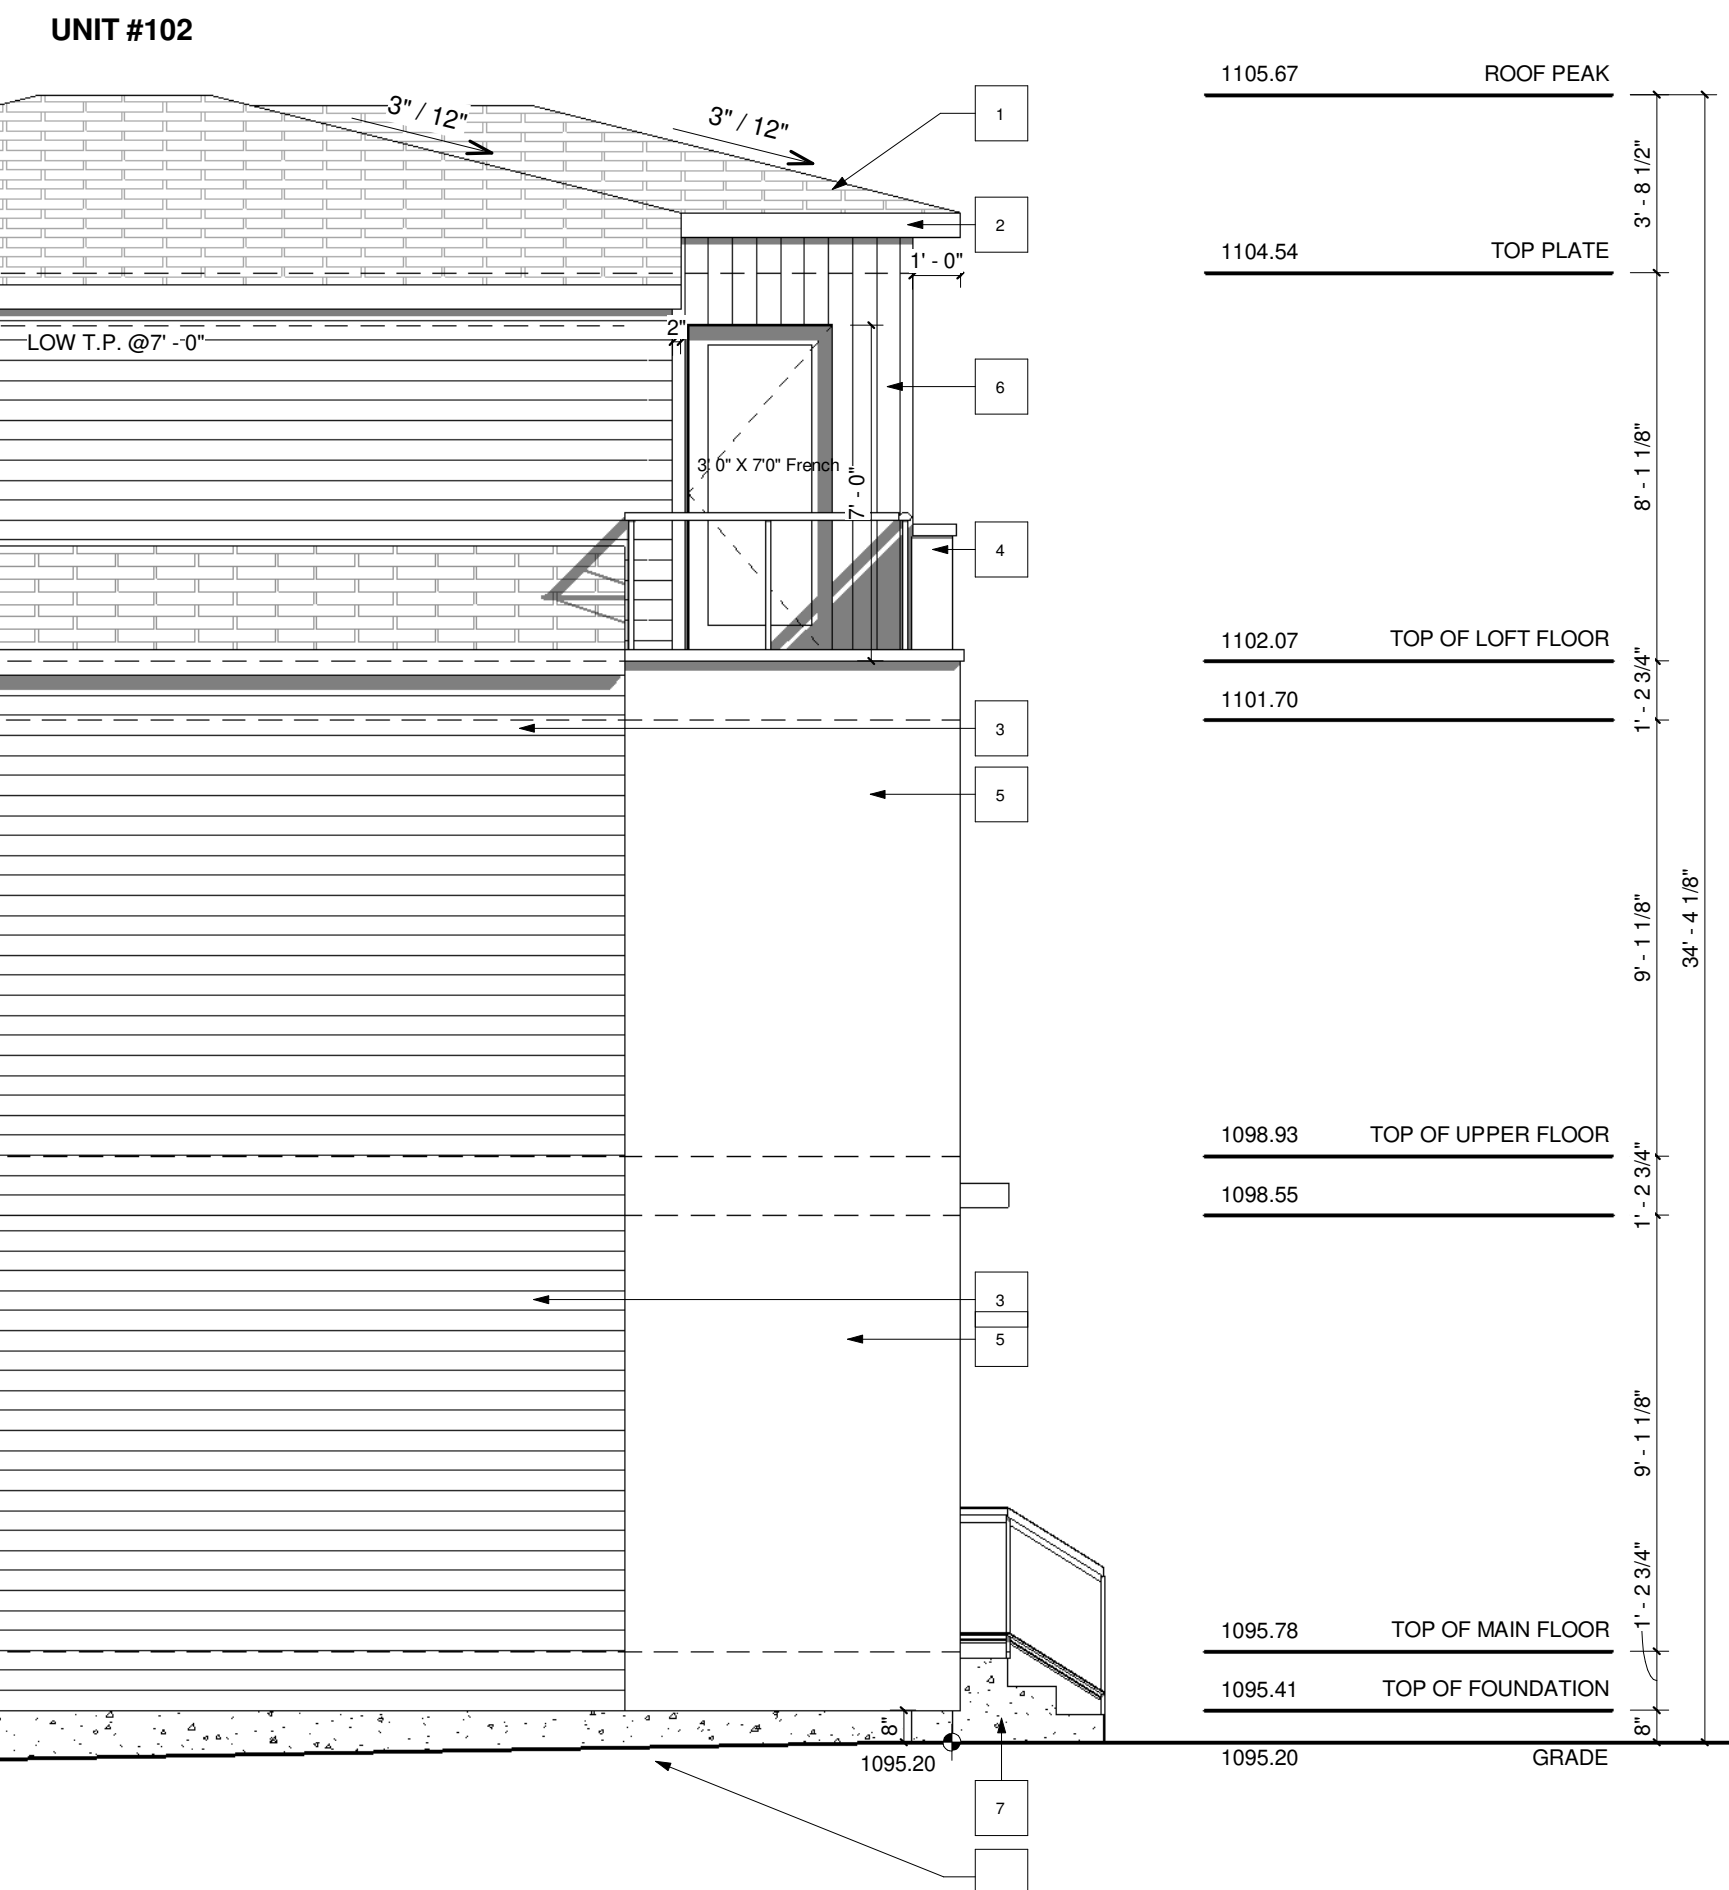 UNIT #102
1105.67 ROOF PEAK
3" / 12"
3" / 12"
1
3' - 8 1/2"
2
1104.54 TOP PLATE
1' - 0"
LOW T.P. @7' - 0"
2"
6
3' 0" X 7'0" French
7' - 0"
8' - 1 1/8"
4
1102.07 TOP OF LOFT FLOOR
1' - 2 3/4"
1101.70
3
5
9' - 1 1/8"
34' - 4 1/8"
1098.93 TOP OF UPPER FLOOR
1' - 2 3/4"
1098.55
3
5
9' - 1 1/8"
1' - 2 3/4"
1095.78 TOP OF MAIN FLOOR
1095.41 TOP OF FOUNDATION
8"
8"
1095.20
1095.20 GRADE
7